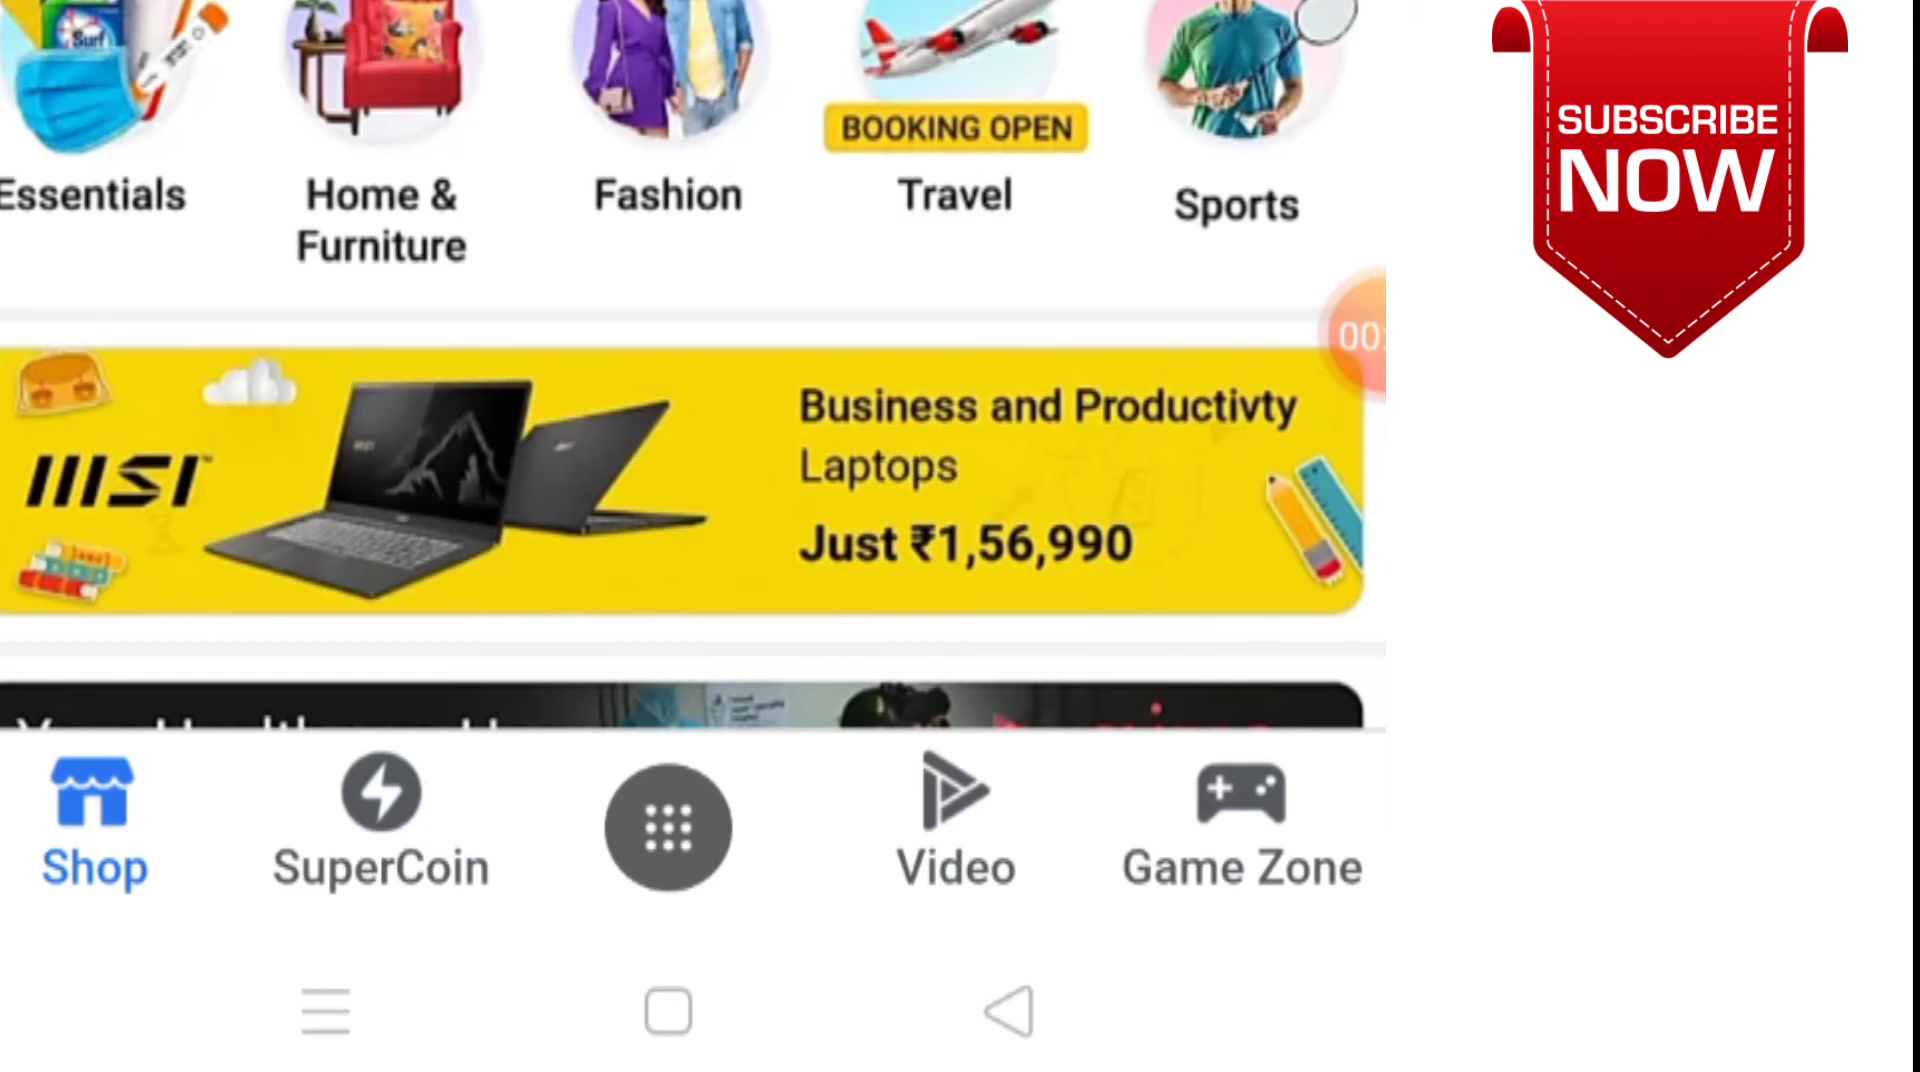 Surf
BOOKING OPEN
Essentials
Home &
Furniture
Fashion
Travel
Sports
SUBSCRIBE
NOW
00:
msi
Business and Productivty
Laptops
Just ₹1,56,990
Shop
SuperCoin
Video
Game Zone